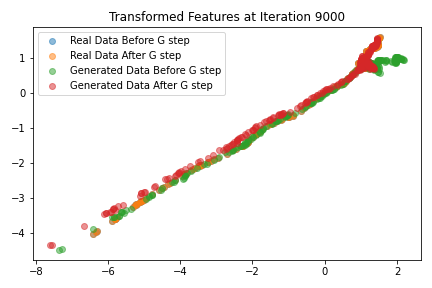 Transformed Features at Iteration 9000
Real Data Before G step
Real Data After G step
Generated Data Before G step
Generated Data After G step
1
0
−1
−2
−3
−4
−8 −6 −4 −2 0 2